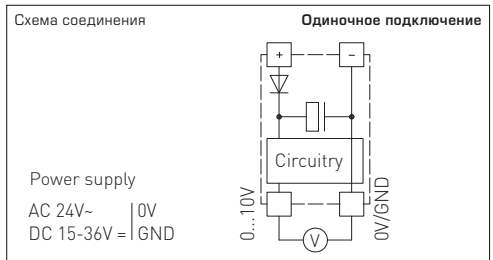 Схема соединения
Одиночное подключение
+
−
Circuitry
Power supply
AC 24V~ | 0V
DC 15-36V = | GND
0...10V
0V/GND
V